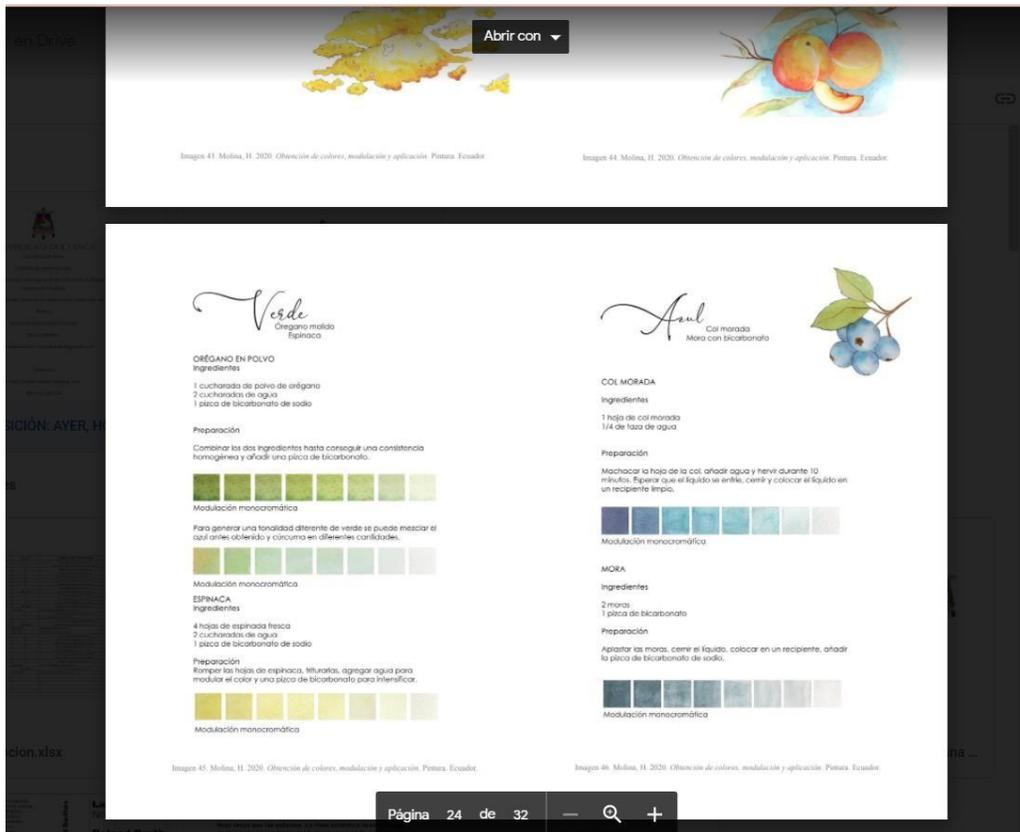 en Drive
Abrir con
Imagen 43. Molina, H. 2020. Obtención de colores, modulación y aplicación. Pintura. Ecuador.
Imagen 44. Molina, H. 2020. Obtención de colores, modulación y aplicación. Pintura. Ecuador.
Verde
Óregano molido
Espinaca
ORÉGANO EN POLVO
Ingredientes
1 cucharada de polvo de orégano
2 cucharadas de agua
1 pizca de bicarbonato de sodio
Preparación
Combinar los dos ingredientes hasta conseguir una consistencia
homogénea y añadir una pizca de bicarbonato.
Modulación monocromática
Para generar una tonalidad diferente de verde se puede mezclar el
azul antes obtenido y cúrcuma en diferentes cantidades.
Modulación monocromática
ESPINACA
Ingredientes
4 hojas de espinada fresca
2 cucharadas de agua
1 pizca de bicarbonato de sodio
Preparación
Romper las hojas de espinaca, triturarlas, agregar agua para
modular el color y una pizca de bicarbonato para intensificar.
Modulación monocromática
Imagen 45. Molina, H. 2020. Obtención de colores, modulación y aplicación. Pintura. Ecuador.
Azul
Col morada
Mora con bicarbonato
COL MORADA
Ingredientes
1 hoja de col morada
1/4 de taza de agua
Preparación
Machacar la hoja de la col, añadir agua y hervir durante 10
minutos. Esperar que el líquido se enfríe, cernir y colocar el líquido en
un recipiente limpio.
Modulación monocromática
MORA
Ingredientes
2 moras
1 pizca de bicarbonato
Preparación
Aplastar las moras, cernir el líquido, colocar en un recipiente, añadir
la pizca de bicarbonato de sodio.
Modulación monocromática
Imagen 46. Molina, H. 2020. Obtención de colores, modulación y aplicación. Pintura. Ecuador.
SICIÓN: AYER, H
cion.xlsx
na ...
Página 24 de 32